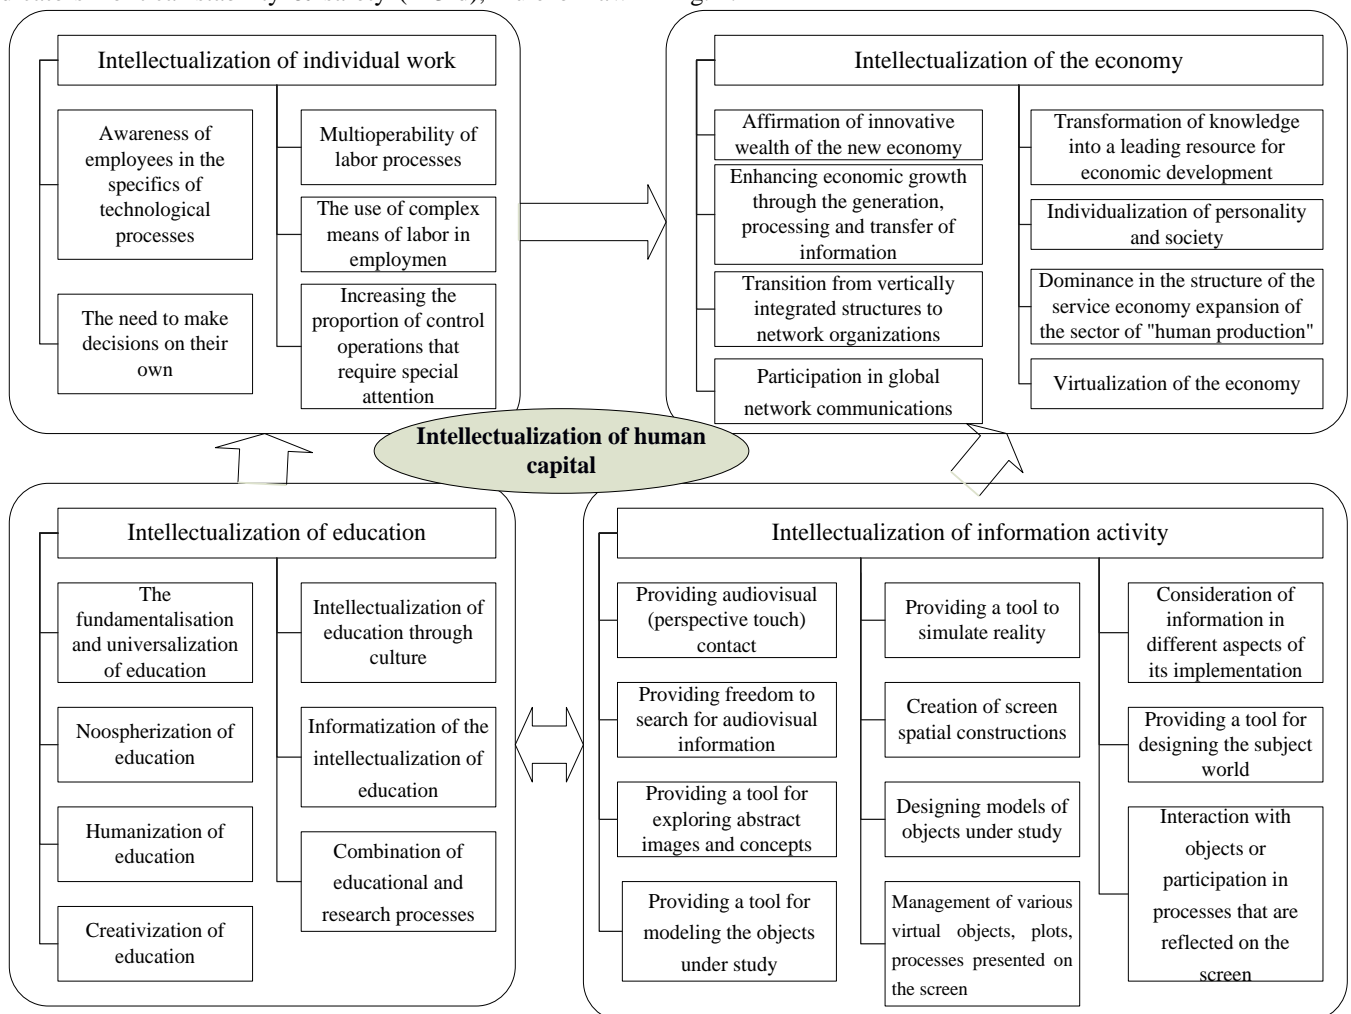 Intellectualization of individual work
Awareness of
employees in the
specifics of
technological
processes
The need to make
decisions on their
own
Multioperability of
labor processes
The use of complex
means of labor in
employmen
Increasing the
proportion of control
operations that
require special
attention
Intellectualization of the economy
Affirmation of innovative
wealth of the new economy
Enhancing economic growth
through the generation,
processing and transfer of
information
Transition from vertically
integrated structures to
network organizations
Participation in global
network communications
Transformation of knowledge
into a leading resource for
economic development
Individualization of personality
and society
Dominance in the structure of the
service economy expansion of
the sector of "human production"
Virtualization of the economy
Intellectualization of human
capital
Intellectualization of education
The
fundamentalisation
and universalization
of education
Noospherization of
education
Humanization of
education
Creativization of
education
Intellectualization of
education through
culture
Informatization of the
intellectualization of
education
Combination of
educational and
research processes
Intellectualization of information activity
Providing audiovisual
(perspective touch)
contact
Providing freedom to
search for audiovisual
information
Providing a tool for
exploring abstract
images and concepts
Providing a tool for
modeling the objects
under study
Providing a tool to
simulate reality
Creation of screen
spatial constructions
Designing models of
objects under study
Management of various
virtual objects, plots,
processes presented on
the screen
Consideration of
information in
different aspects of
its implementation
Providing a tool for
designing the subject
world
Interaction with
objects or
participation in
processes that are
reflected on the
screen